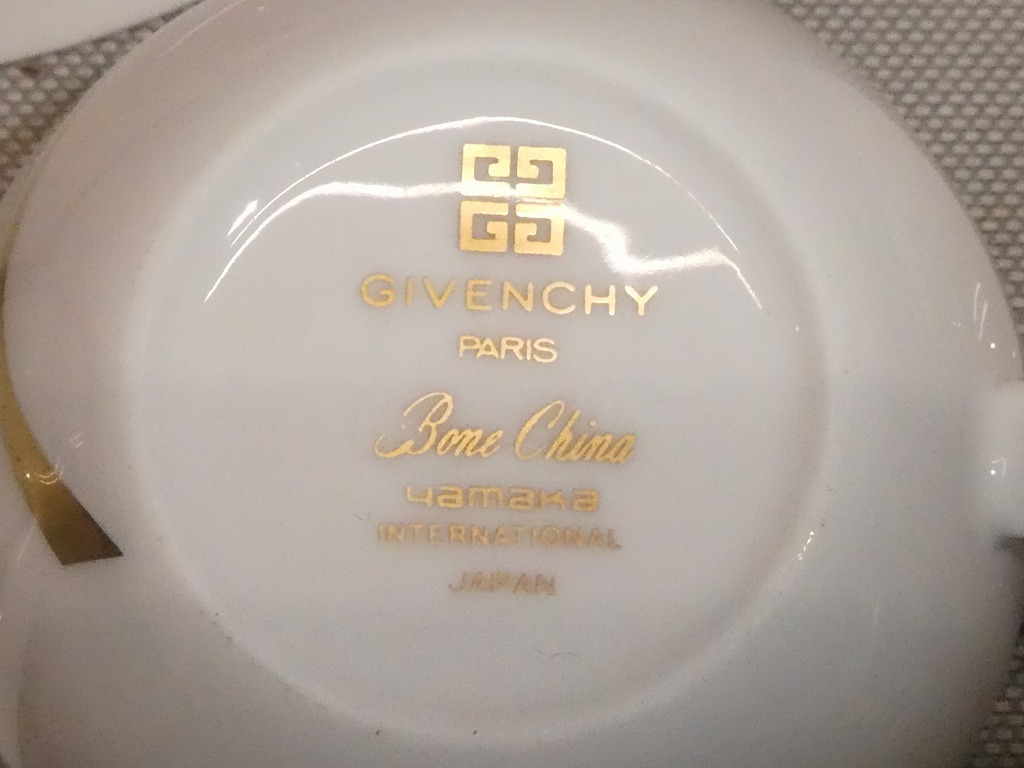 GIVENCHY
PARIS
Bone China
yamaka
INTERNATIONAL
JAPAN